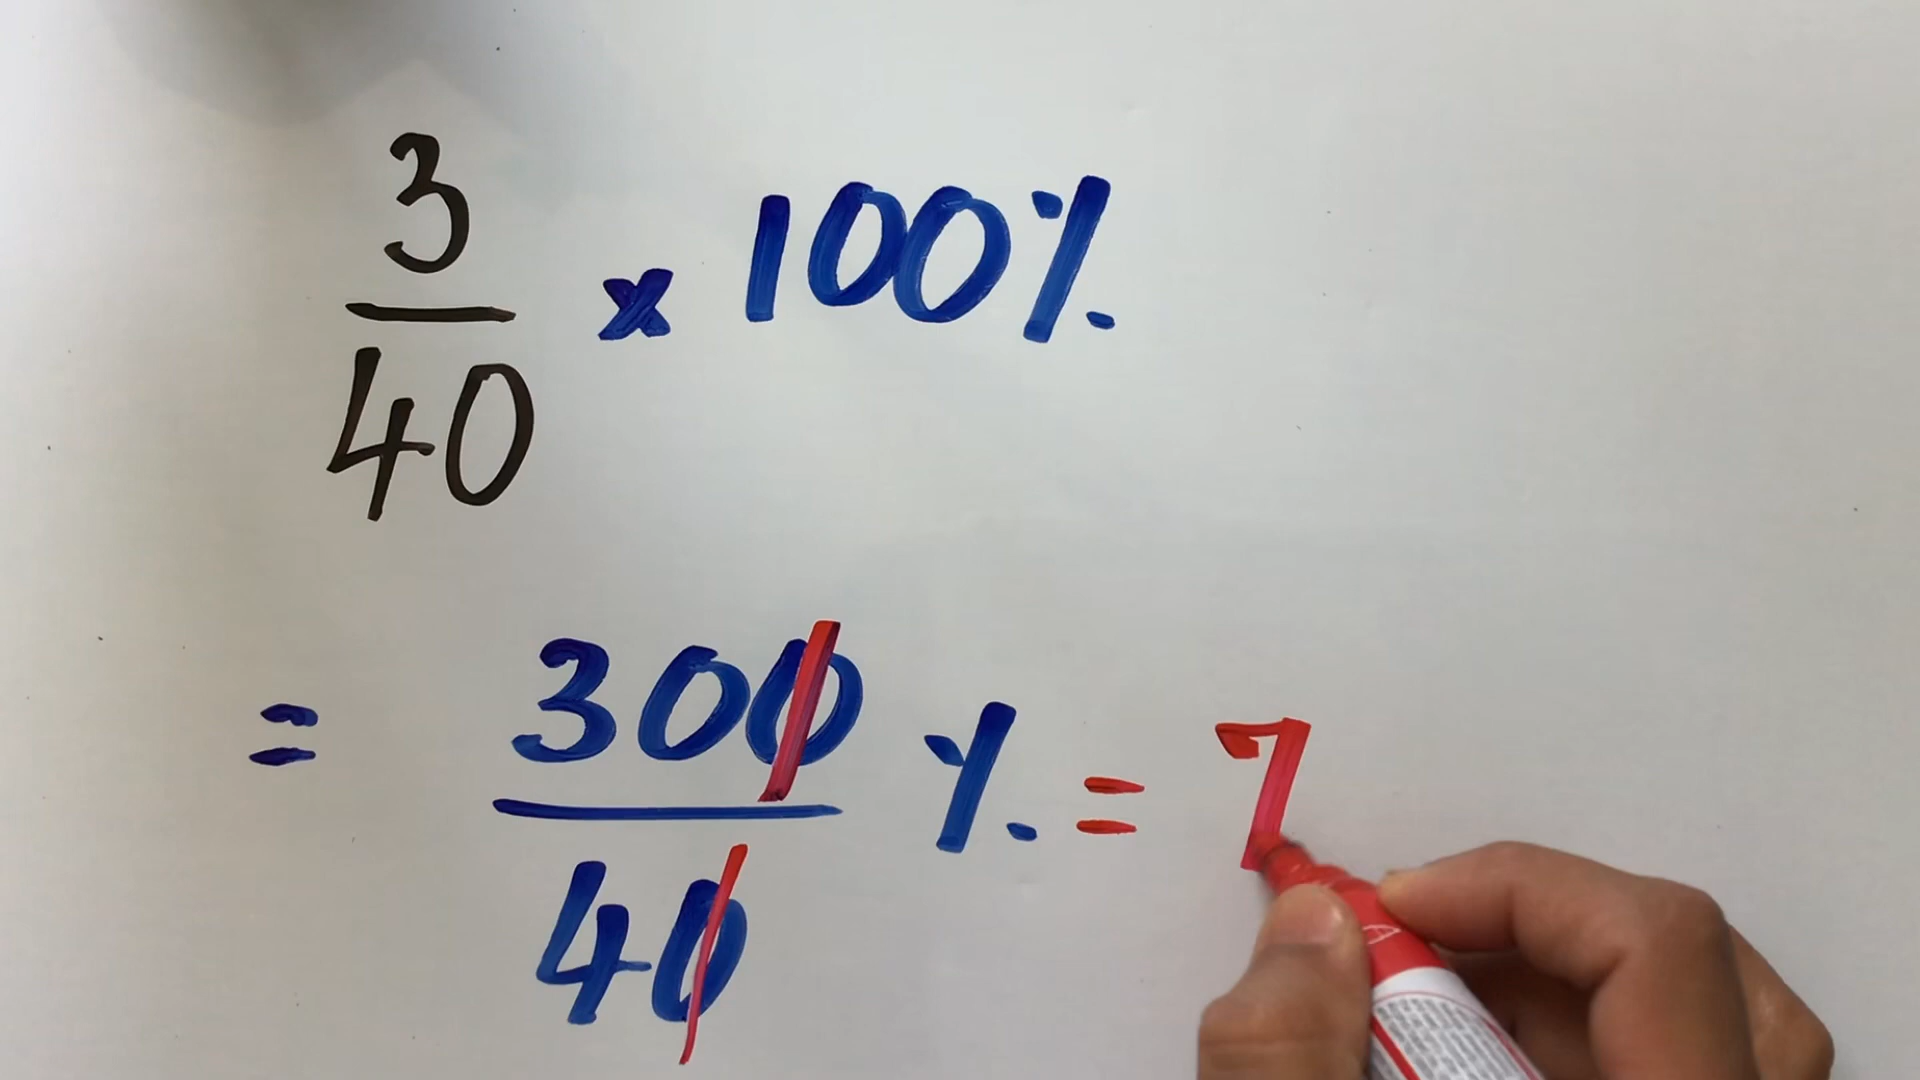 3/40 x 100%
= 300/40 % = 7